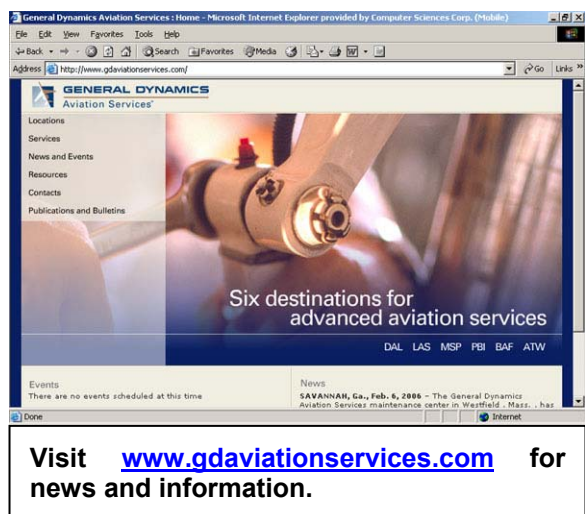 General Dynamics Aviation Services : Home - Microsoft Internet Explorer provided by Computer Sciences Corp. (Mobile)
File Edit View Favorites Tools Help
Back Search Favorites Media
Address http://www.gdaviationservices.com/ Go Links »
GENERAL DYNAMICS
Aviation Services
Locations
Services
News and Events
Resources
Contacts
Publications and Bulletins
Six destinations for
advanced aviation services
DAL LAS MSP PBI BAF ATW
Events
There are no events scheduled at this time
News
SAVANNAH, Ga., Feb. 6, 2006 – The General Dynamics
Aviation Services maintenance center in Westfield , Mass. , has
Done Internet
Visit www.gdaviationservices.com for
news and information.